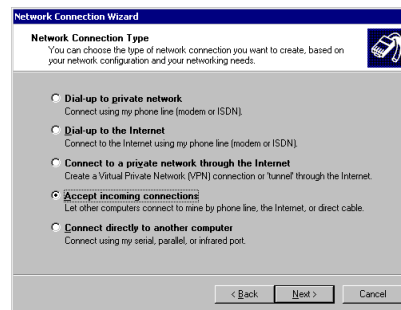 Network Connection Wizard
Network Connection Type
You can choose the type of network connection you want to create, based on
your network configuration and your networking needs.
Dial-up to private network
Connect using my phone line (modem or ISDN).
Dial-up to the Internet
Connect to the Internet using my phone line (modem or ISDN).
Connect to a private network through the Internet
Create a Virtual Private Network (VPN) connection or 'tunnel' through the Internet.
Accept incoming connections
Let other computers connect to mine by phone line, the Internet, or direct cable.
Connect directly to another computer
Connect using my serial, parallel, or infrared port.
< Back Next > Cancel